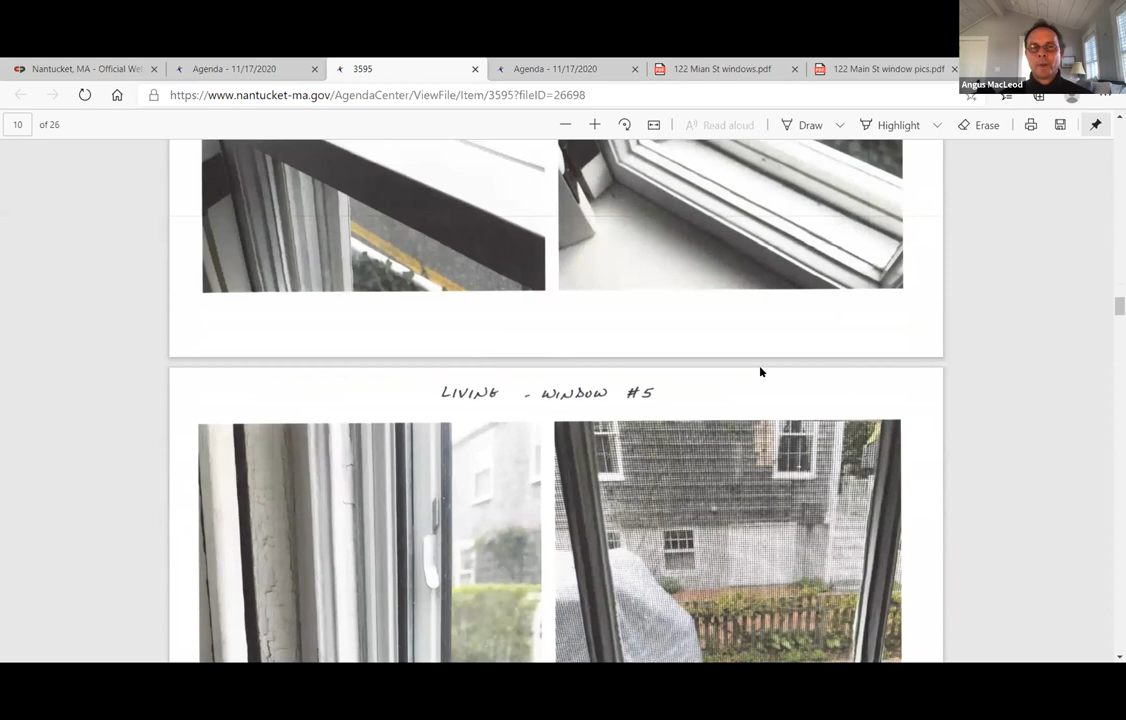 Angus MacLeod
Nantucket, MA - Official We
Agenda - 11/17/2020
3595
Agenda - 11/17/2020
122 Mian St windows.pdf
122 Main St window pics.pdf
https://www.nantucket-ma.gov/AgendaCenter/ViewFile/Item/3595?fileID=26698
10 of 26
Read aloud
Draw
Highlight
Erase
LIVING - WINDOW #5